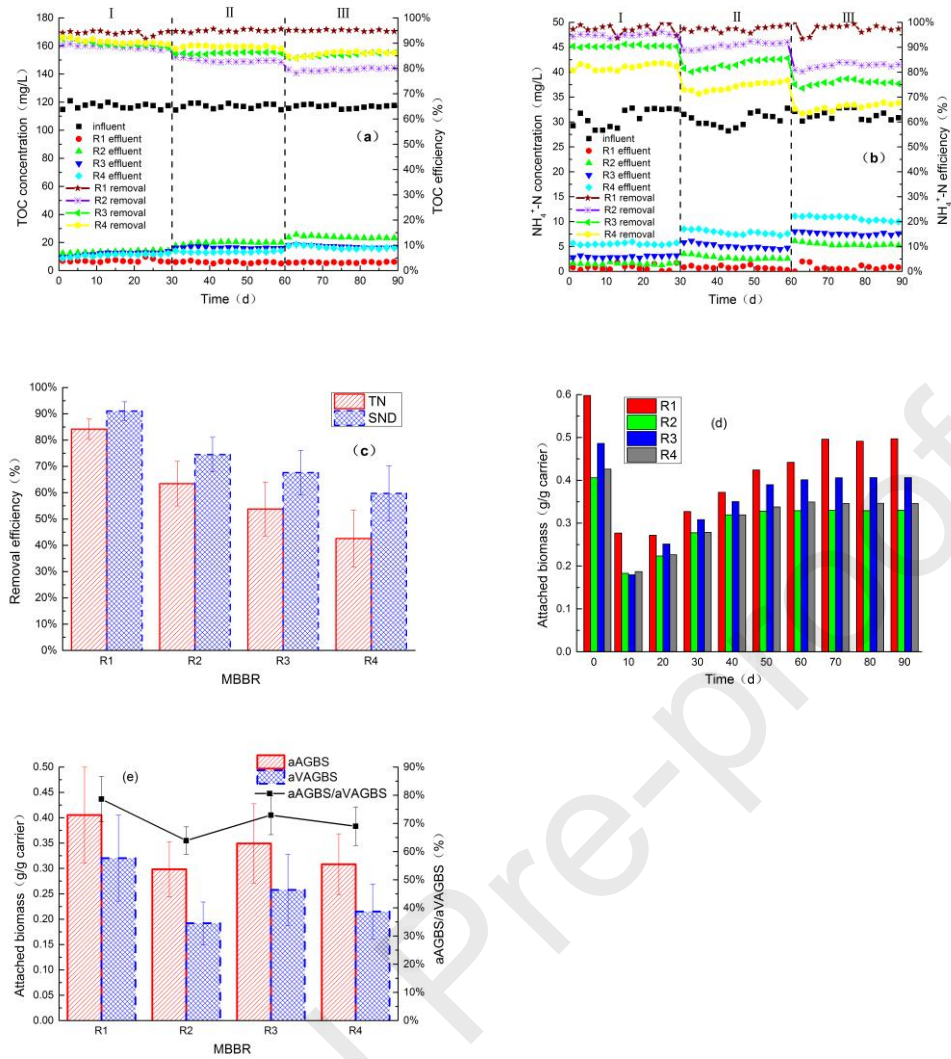 I II III
180
160
140
120
100
80
60
40
20
0
TOC concentration (mg/L)
influent
R1 effluent
R2 effluent
R3 effluent
R4 effluent
R1 removal
R2 removal
R3 removal
R4 removal
(a)
100%
90%
80%
70%
60%
50%
40%
30%
20%
10%
0%
TOC efficiency (%)
0 10 20 30 40 50 60 70 80 90
Time (d)
I II III
50
45
40
35
30
25
20
15
10
5
0
NH4+-N concentration (mg/L)
influent
R1 effluent
R2 effluent
R3 effluent
R4 effluent
R1 removal
R2 removal
R3 removal
R4 removal
(b)
100%
90%
80%
70%
60%
50%
40%
30%
20%
10%
0%
NH4+-N efficiency (%)
0 10 20 30 40 50 60 70 80 90
Time (d)
100%
90%
80%
70%
60%
50%
40%
30%
20%
10%
0%
Removal efficiency (%)
TN
SND
(c)
R1 R2 R3 R4
MBBR
0.6
0.5
0.4
0.3
0.2
0.1
0.0
Attached biomass (g/g carrier)
R1
R2
R3
R4
(d)
0 10 20 30 40 50 60 70 80 90
Time (d)
0.50
0.45
0.40
0.35
0.30
0.25
0.20
0.15
0.10
0.05
0.00
Attached biomass (g/g carrier)
(e)
aAGBS
aVAGBS
aAGBS/aVAGBS
90%
80%
70%
60%
50%
40%
30%
20%
10%
0%
aAGBS/aVAGBS (%)
R1 R2 R3 R4
MBBR
Pre-proof